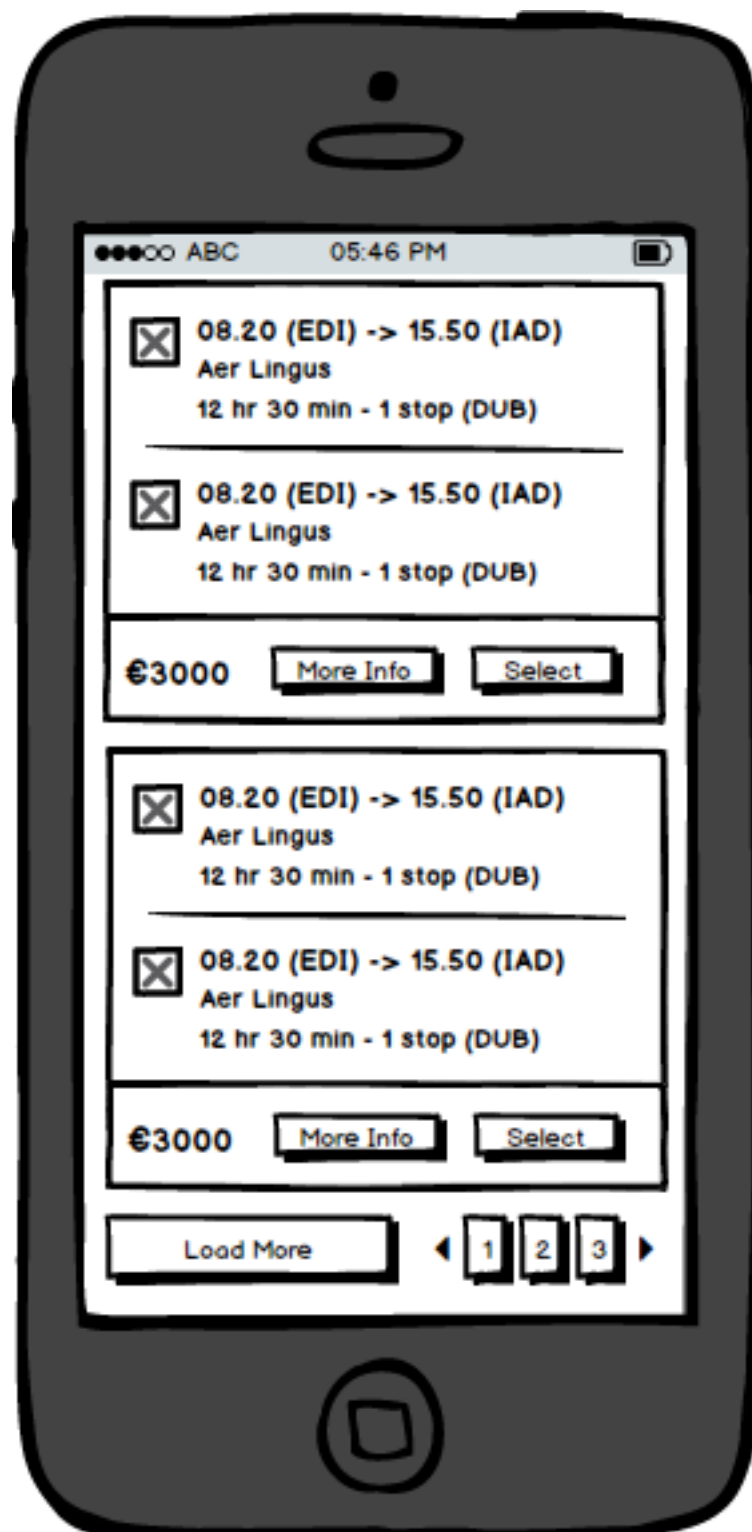 ABC 05:46 PM
08.20 (EDI) -> 15.50 (IAD)
Aer Lingus
12 hr 30 min - 1 stop (DUB)
08.20 (EDI) -> 15.50 (IAD)
Aer Lingus
12 hr 30 min - 1 stop (DUB)
€3000 More Info Select
08.20 (EDI) -> 15.50 (IAD)
Aer Lingus
12 hr 30 min - 1 stop (DUB)
08.20 (EDI) -> 15.50 (IAD)
Aer Lingus
12 hr 30 min - 1 stop (DUB)
€3000 More Info Select
Load More 1 2 3